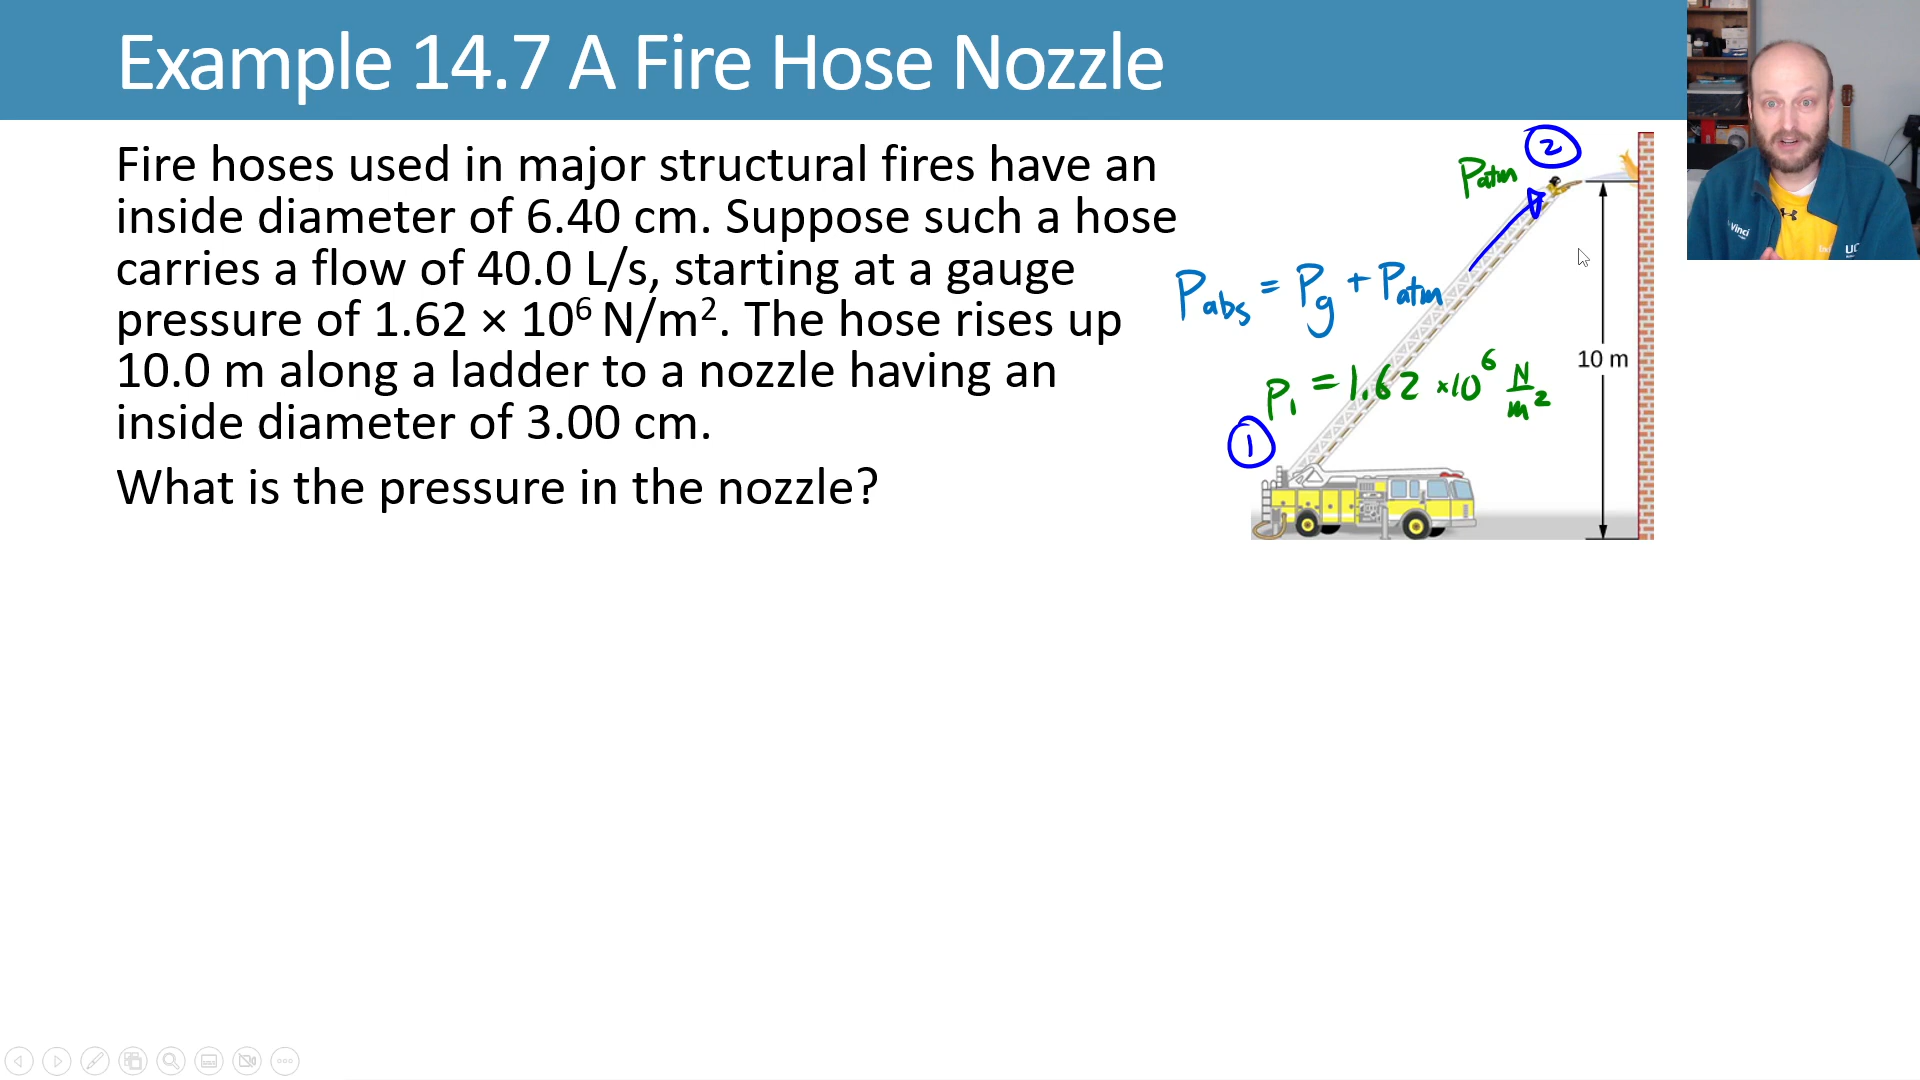 Example 14.7 A Fire Hose Nozzle
Fire hoses used in major structural fires have an
inside diameter of 6.40 cm. Suppose such a hose
carries a flow of 40.0 L/s, starting at a gauge
pressure of 1.62 × 10⁶ N/m². The hose rises up
10.0 m along a ladder to a nozzle having an
inside diameter of 3.00 cm.
What is the pressure in the nozzle?
2
Patm
Pabs = Pg + Patm
10 m
P₁ = 1.62 ×10⁶ N/m²
1
Vinci
UC